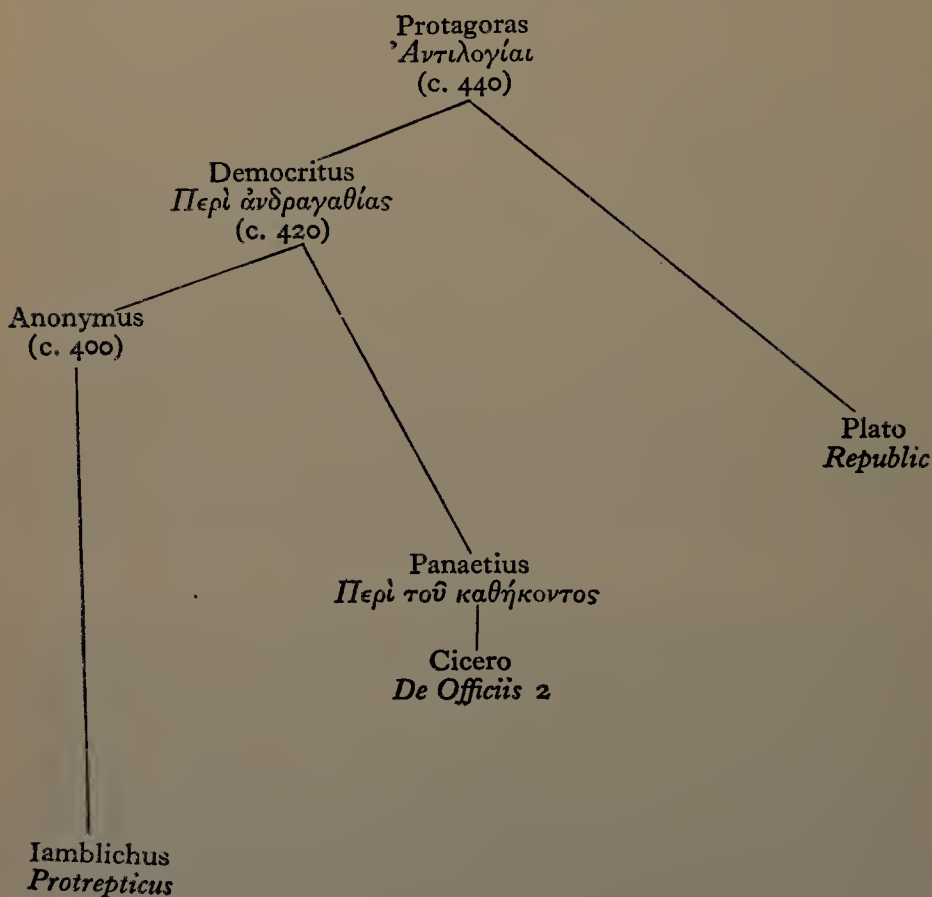 Protagoras
Ἀντιλογίαι
(c. 440)
Democritus
Περὶ ἀνδραγαθίας
(c. 420)
Anonymus
(c. 400)
Plato
Republic
Panaetius
Περὶ τοῦ καθήκοντος
Cicero
De Officiis 2
Iamblichus
Protrepticus